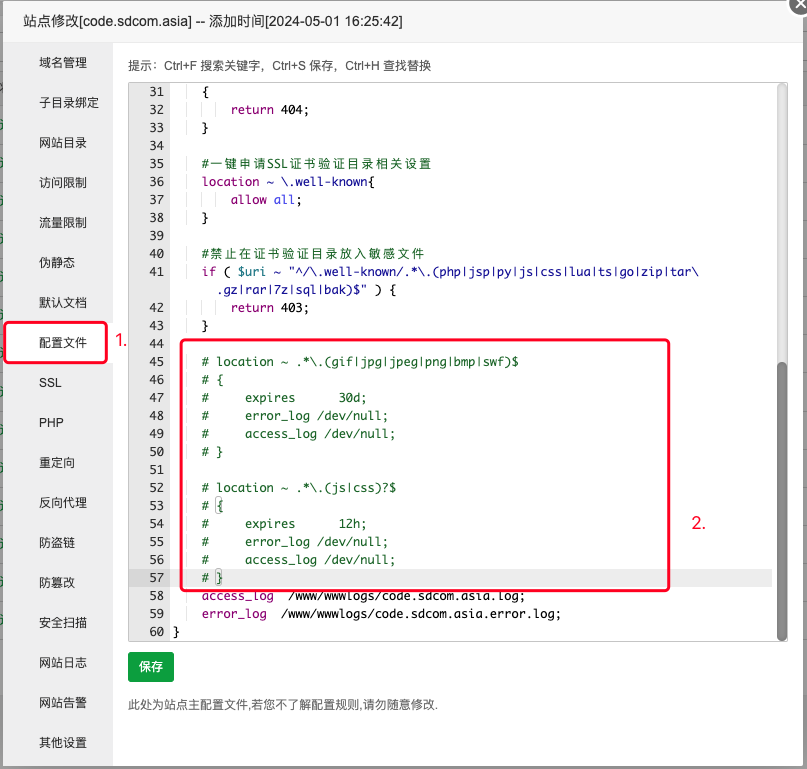 站点修改[code.sdcom.asia] -- 添加时间[2024-05-01 16:25:42]
域名管理
子目录绑定
网站目录
访问限制
流量限制
伪静态
默认文档
配置文件
1.
SSL
PHP
重定向
反向代理
防盗链
防篡改
安全扫描
网站日志
网站告警
其他设置
提示：Ctrl+F 搜索关键字，Ctrl+S 保存，Ctrl+H 查找替换
31 {
32 return 404;
33 }
34
35 #一键申请SSL证书验证目录相关设置
36 location ~ \.well-known{
37 allow all;
38 }
39
40 #禁止在证书验证目录放入敏感文件
41 if ( $uri ~ "^/\.well-known/.*\.(php|jsp|py|js|css|lua|ts|go|zip|tar\
.gz|rar|7z|sql|bak)$" ) {
42 return 403;
43 }
44
45 # location ~ .*\.(gif|jpg|jpeg|png|bmp|swf)$
46 # {
47 # expires 30d;
48 # error_log /dev/null;
49 # access_log /dev/null;
50 # }
51
52 # location ~ .*\.(js|css)?$
53 # {
54 # expires 12h;
55 # error_log /dev/null;
56 # access_log /dev/null;
57 # }
2.
58 access_log /www/wwwlogs/code.sdcom.asia.log;
59 error_log /www/wwwlogs/code.sdcom.asia.error.log;
60 }
保存
此处为站点主配置文件,若您不了解配置规则,请勿随意修改.